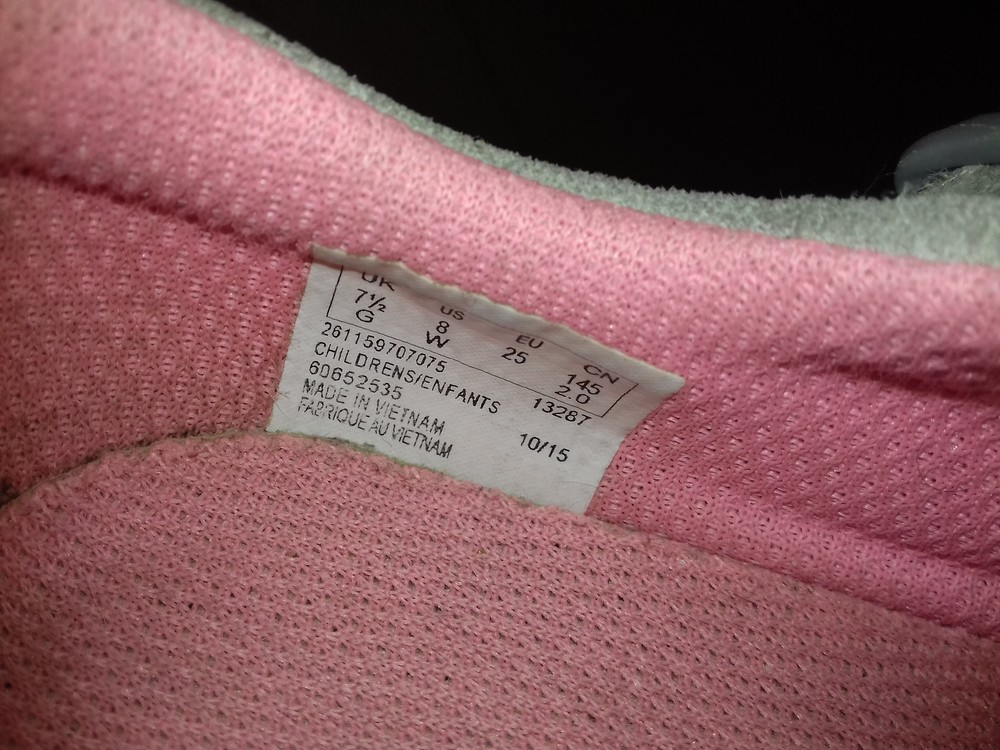 UK US EU CN
7½ 8 25 145
G W 2.0
261159707075 13287
CHILDRENS/ENFANTS
60652535
MADE IN VIETNAM 10/15
FABRIQUE AU VIETNAM